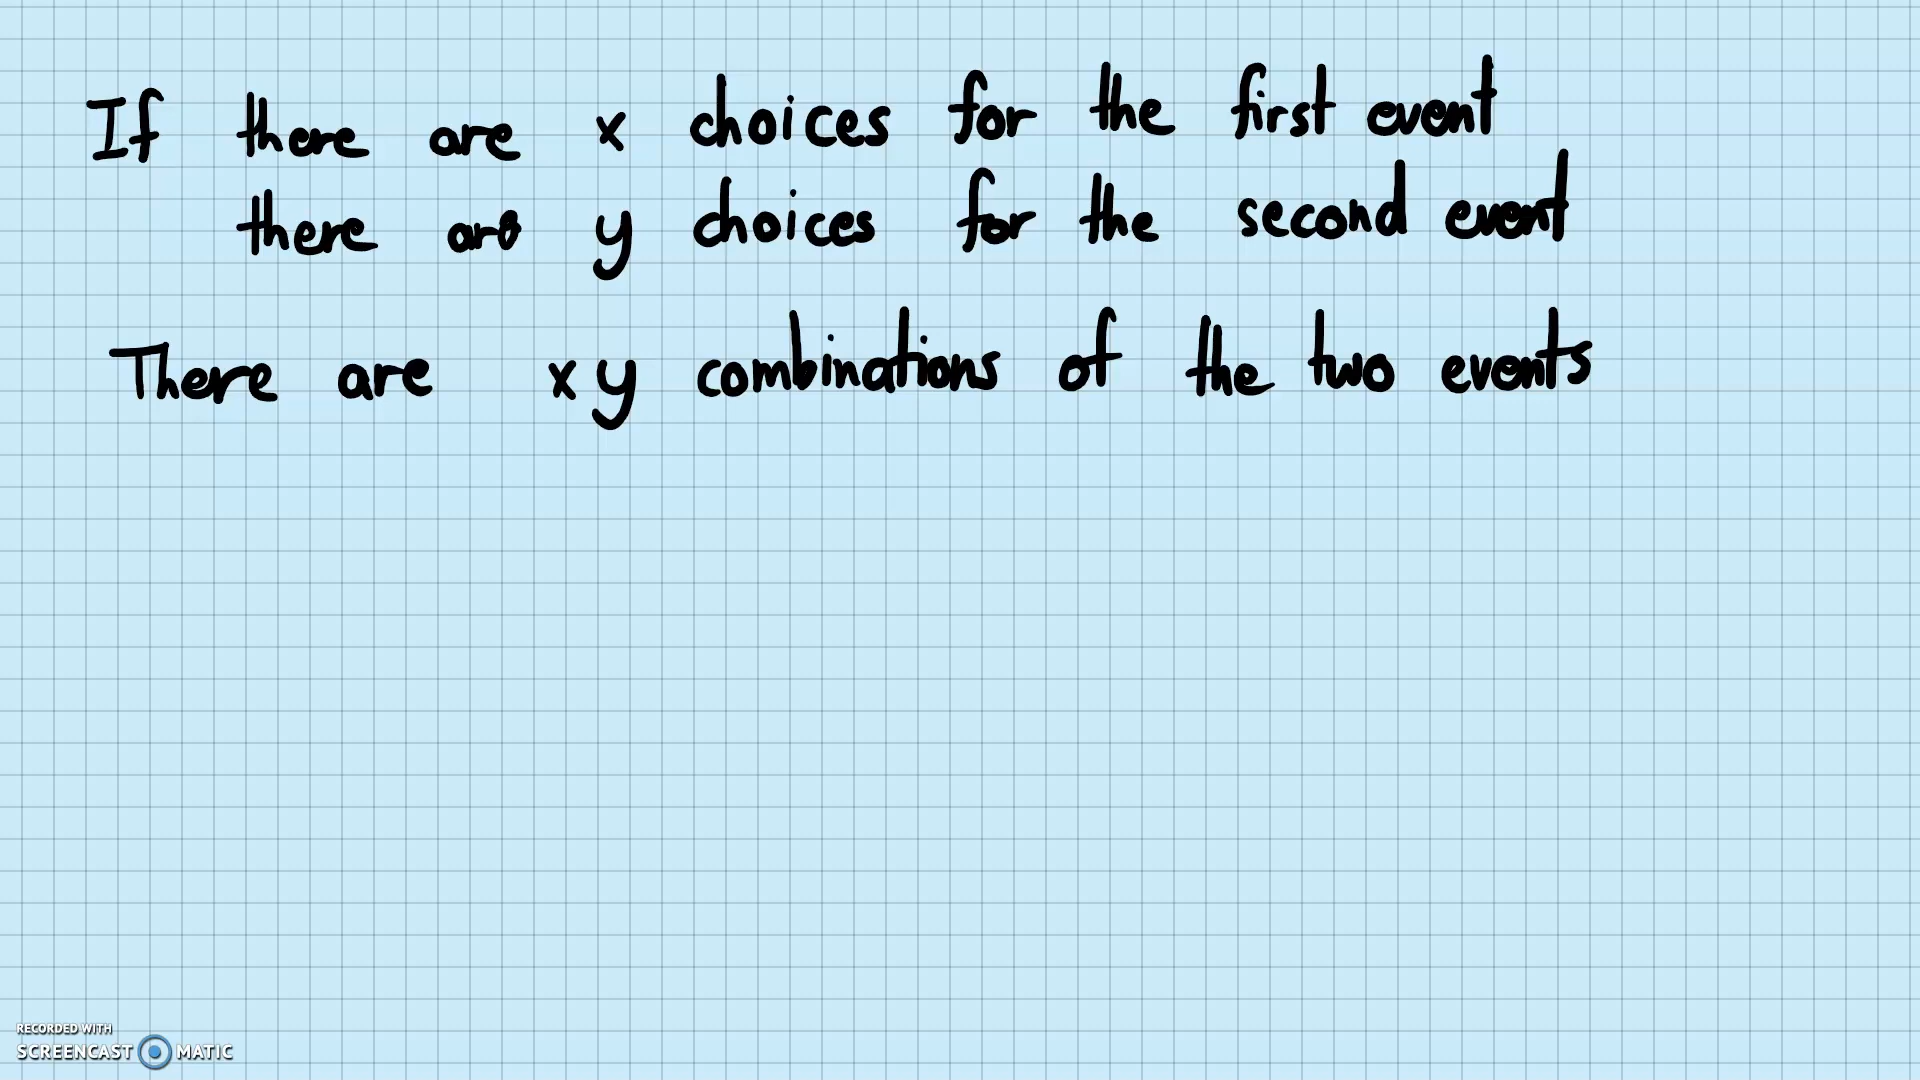 If there are x choices for the first event
there are y choices for the second event
There are xy combinations of the two events
RECORDED WITH
SCREENCAST MATIC